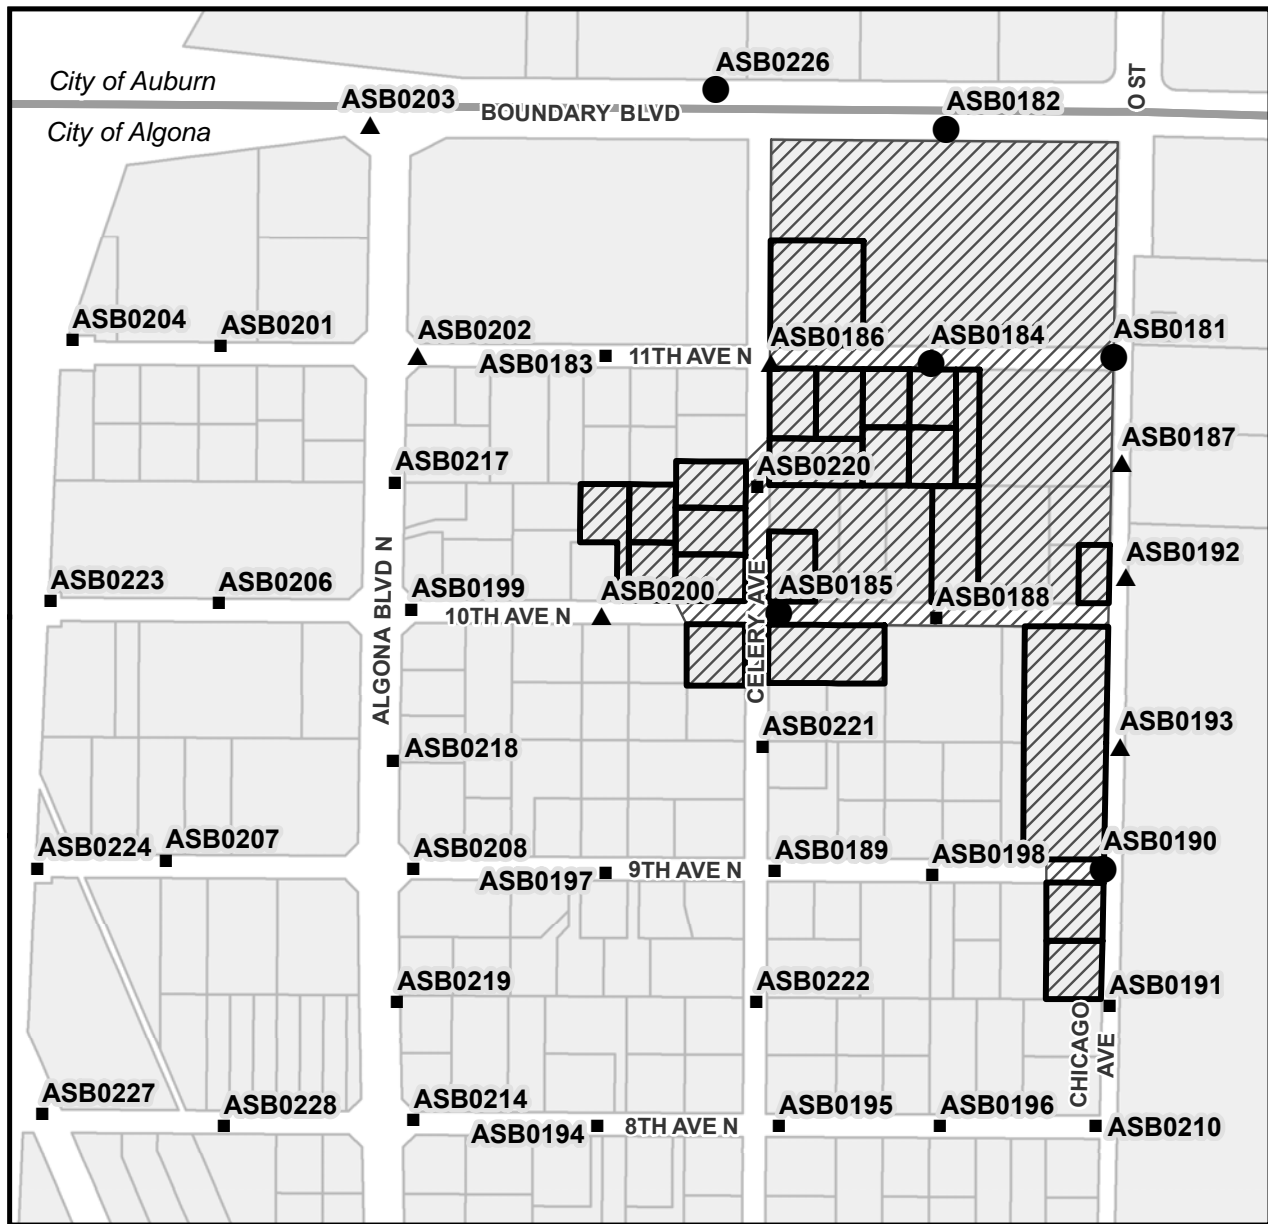 ASB0226
City of Auburn
O ST
ASB0203
BOUNDARY BLVD
ASB0182
City of Algona
ASB0204
ASB0201
ASB0202
ASB0183
11TH AVE N
ASB0186
ASB0184
ASB0181
ASB0217
ASB0220
ASB0187
ALGONA BLVD N
ASB0223
ASB0206
ASB0199
10TH AVE N
ASB0200
CELERY AVE
ASB0185
ASB0188
ASB0192
ASB0218
ASB0221
ASB0193
ASB0224
ASB0207
ASB0208
ASB0197
9TH AVE N
ASB0189
ASB0198
ASB0190
ASB0219
ASB0222
ASB0191
CHICAGO
AVE
ASB0227
ASB0228
ASB0214
ASB0194
8TH AVE N
ASB0195
ASB0196
ASB0210